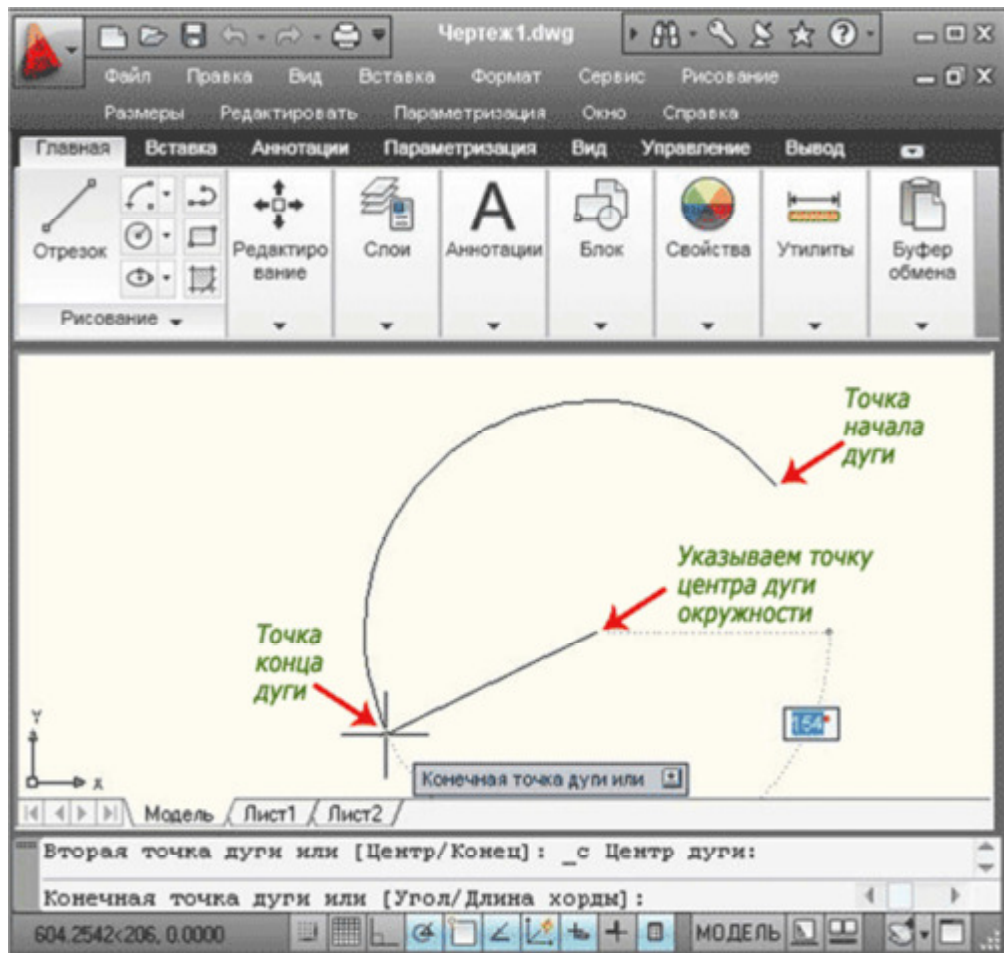 Чертеж1.dwg
Файл Правка Вид Вставка Формат Сервис Рисование
Размеры Редактировать Параметризация Окно Справка
Главная Вставка Аннотации Параметризация Вид Управление Вывод
Отрезок
Редактиро
вание
Слои
Аннотации
Блок
Свойства
Утилиты
Буфер
обмена
Рисование
Точка
начала
дуги
Указываем точку
центра дуги
окружности
Точка
конца
дуги
154°
Y
X
Конечная точка дуги или
Модель Лист1 Лист2
Вторая точка дуги или [Центр/Конец]: _c Центр дуги:
Конечная точка дуги или [Угол/Длина хорды]:
604.2542<206, 0.0000 МОДЕЛЬ